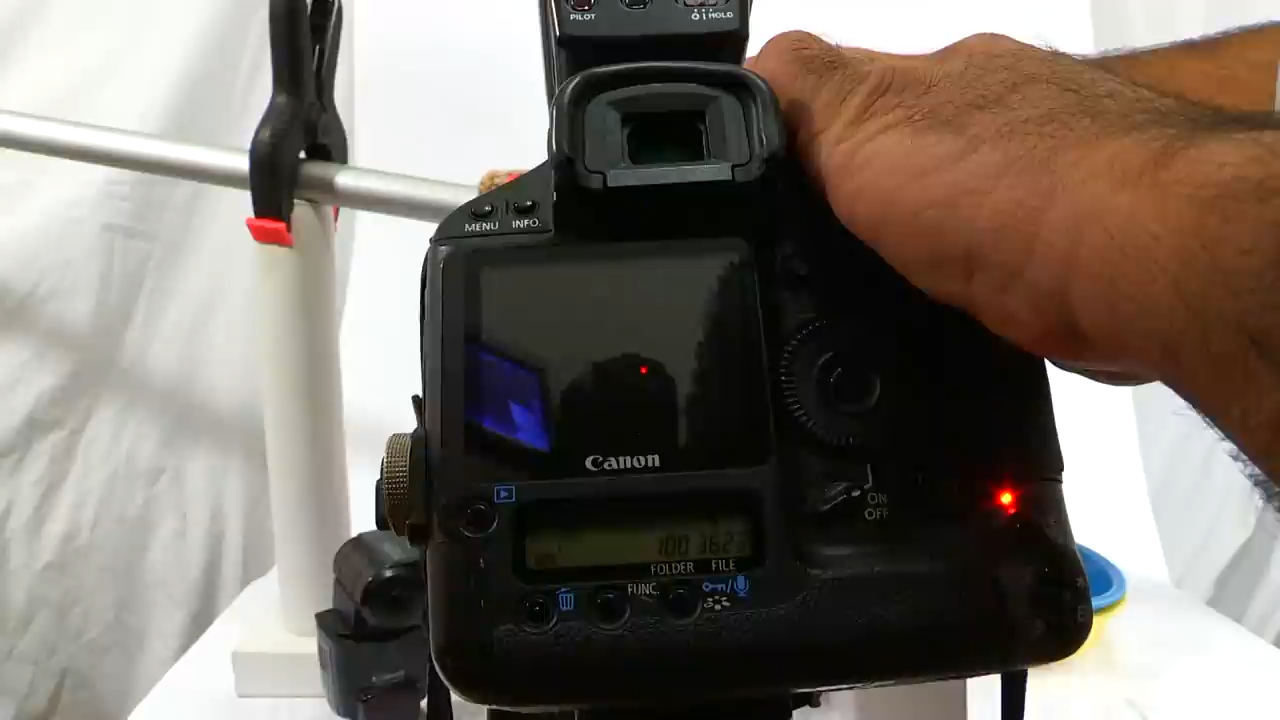 PILOT
HOLD
MENU INFO.
Canon
ON
OFF
100 3623
FOLDER FILE
FUNC.